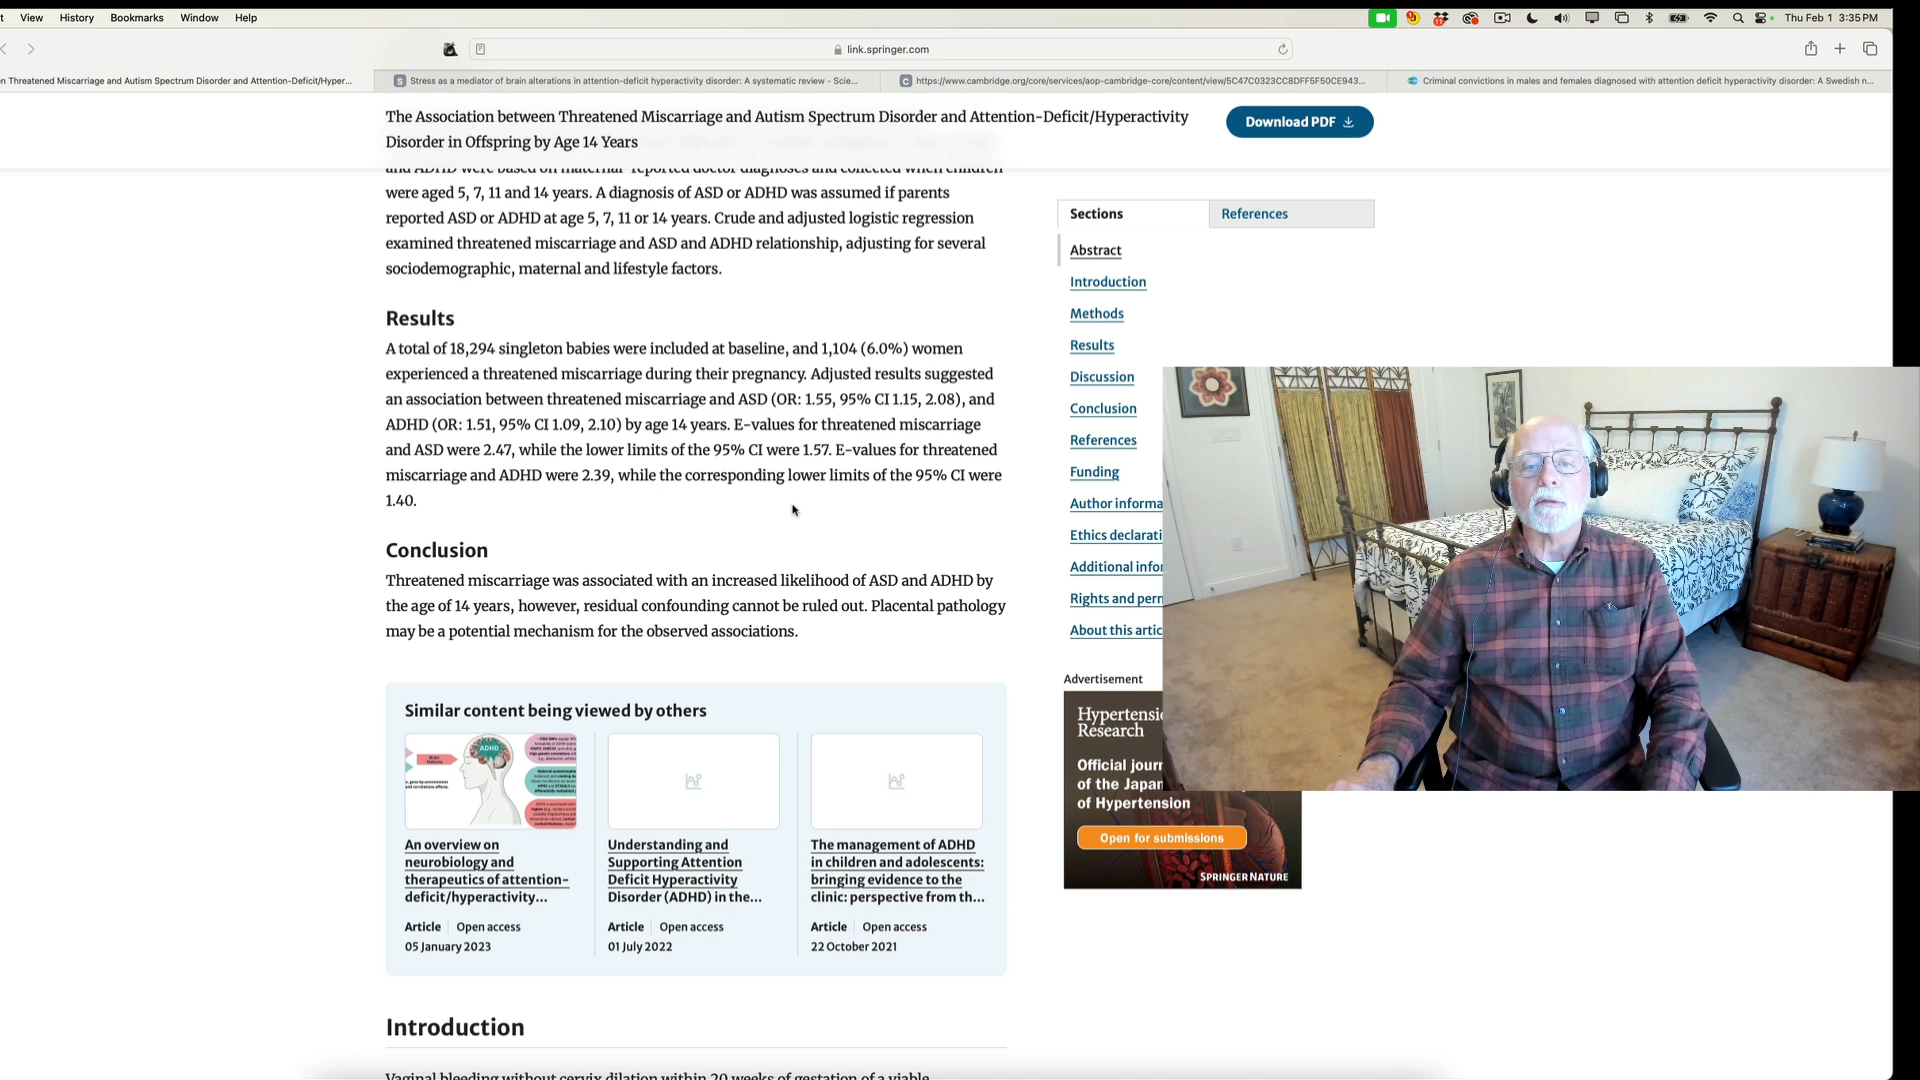 View History Bookmarks Window Help
Thu Feb 1 3:35 PM
link.springer.com
n Threatened Miscarriage and Autism Spectrum Disorder and Attention-Deficit/Hyper...
S Stress as a mediator of brain alterations in attention-deficit hyperactivity disorder: A systematic review - Scie...
C https://www.cambridge.org/core/services/aop-cambridge-core/content/view/5C47C0323CC8DFF5F50CE943...
Criminal convictions in males and females diagnosed with attention deficit hyperactivity disorder: A Swedish n...
The Association between Threatened Miscarriage and Autism Spectrum Disorder and Attention-Deficit/Hyperactivity
Disorder in Offspring by Age 14 Years
Download PDF
and ADHD were based on maternal- reported doctor diagnoses and collected when children
were aged 5, 7, 11 and 14 years. A diagnosis of ASD or ADHD was assumed if parents
reported ASD or ADHD at age 5, 7, 11 or 14 years. Crude and adjusted logistic regression
examined threatened miscarriage and ASD and ADHD relationship, adjusting for several
sociodemographic, maternal and lifestyle factors.
Results
A total of 18,294 singleton babies were included at baseline, and 1,104 (6.0%) women
experienced a threatened miscarriage during their pregnancy. Adjusted results suggested
an association between threatened miscarriage and ASD (OR: 1.55, 95% CI 1.15, 2.08), and
ADHD (OR: 1.51, 95% CI 1.09, 2.10) by age 14 years. E-values for threatened miscarriage
and ASD were 2.47, while the lower limits of the 95% CI were 1.57. E-values for threatened
miscarriage and ADHD were 2.39, while the corresponding lower limits of the 95% CI were
1.40.
Conclusion
Threatened miscarriage was associated with an increased likelihood of ASD and ADHD by
the age of 14 years, however, residual confounding cannot be ruled out. Placental pathology
may be a potential mechanism for the observed associations.
Similar content being viewed by others
ADHD
An overview on
neurobiology and
therapeutics of attention-
deficit/hyperactivity...
Article Open access
05 January 2023
Understanding and
Supporting Attention
Deficit Hyperactivity
Disorder (ADHD) in the...
Article Open access
01 July 2022
The management of ADHD
in children and adolescents:
bringing evidence to the
clinic: perspective from th...
Article Open access
22 October 2021
Introduction
Vaginal bleeding without cervix dilation within 20 weeks of gestation of a viable
Sections References
Abstract
Introduction
Methods
Results
Discussion
Conclusion
References
Funding
Author informa
Ethics declarati
Additional infor
Rights and perm
About this artic
Advertisement
Hypertensi
Research
Official journ
of the Japan
of Hypertension
Open for submissions
SPRINGER NATURE